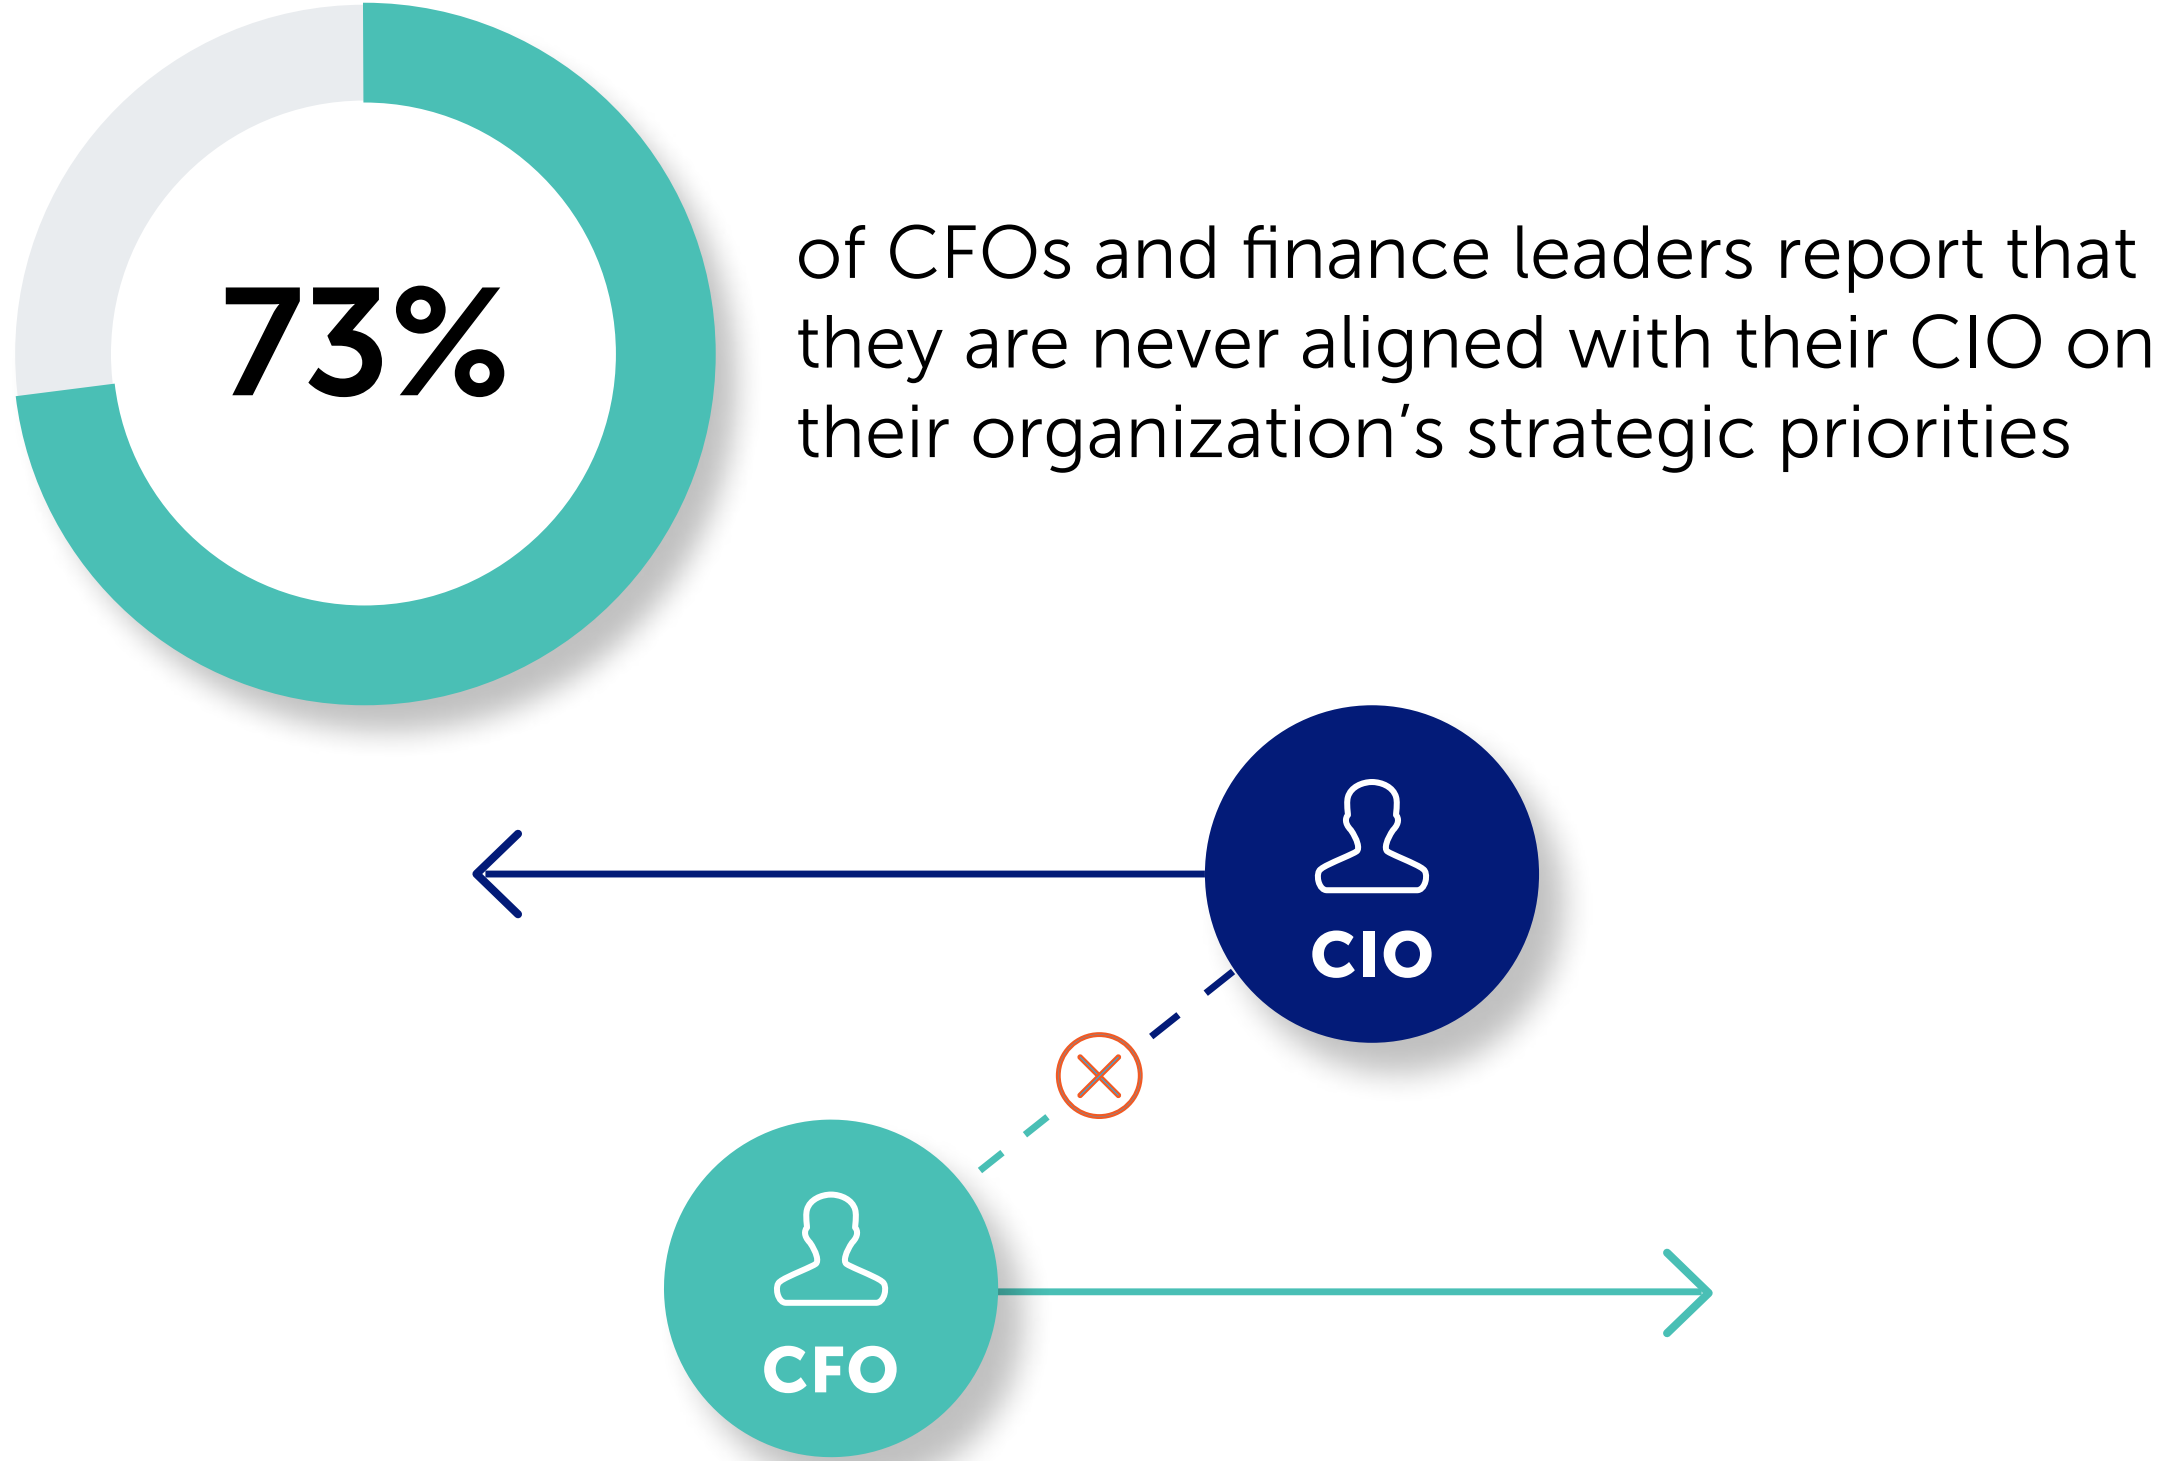 73%
of CFOs and finance leaders report that
they are never aligned with their CIO on
their organization’s strategic priorities
CIO
CFO